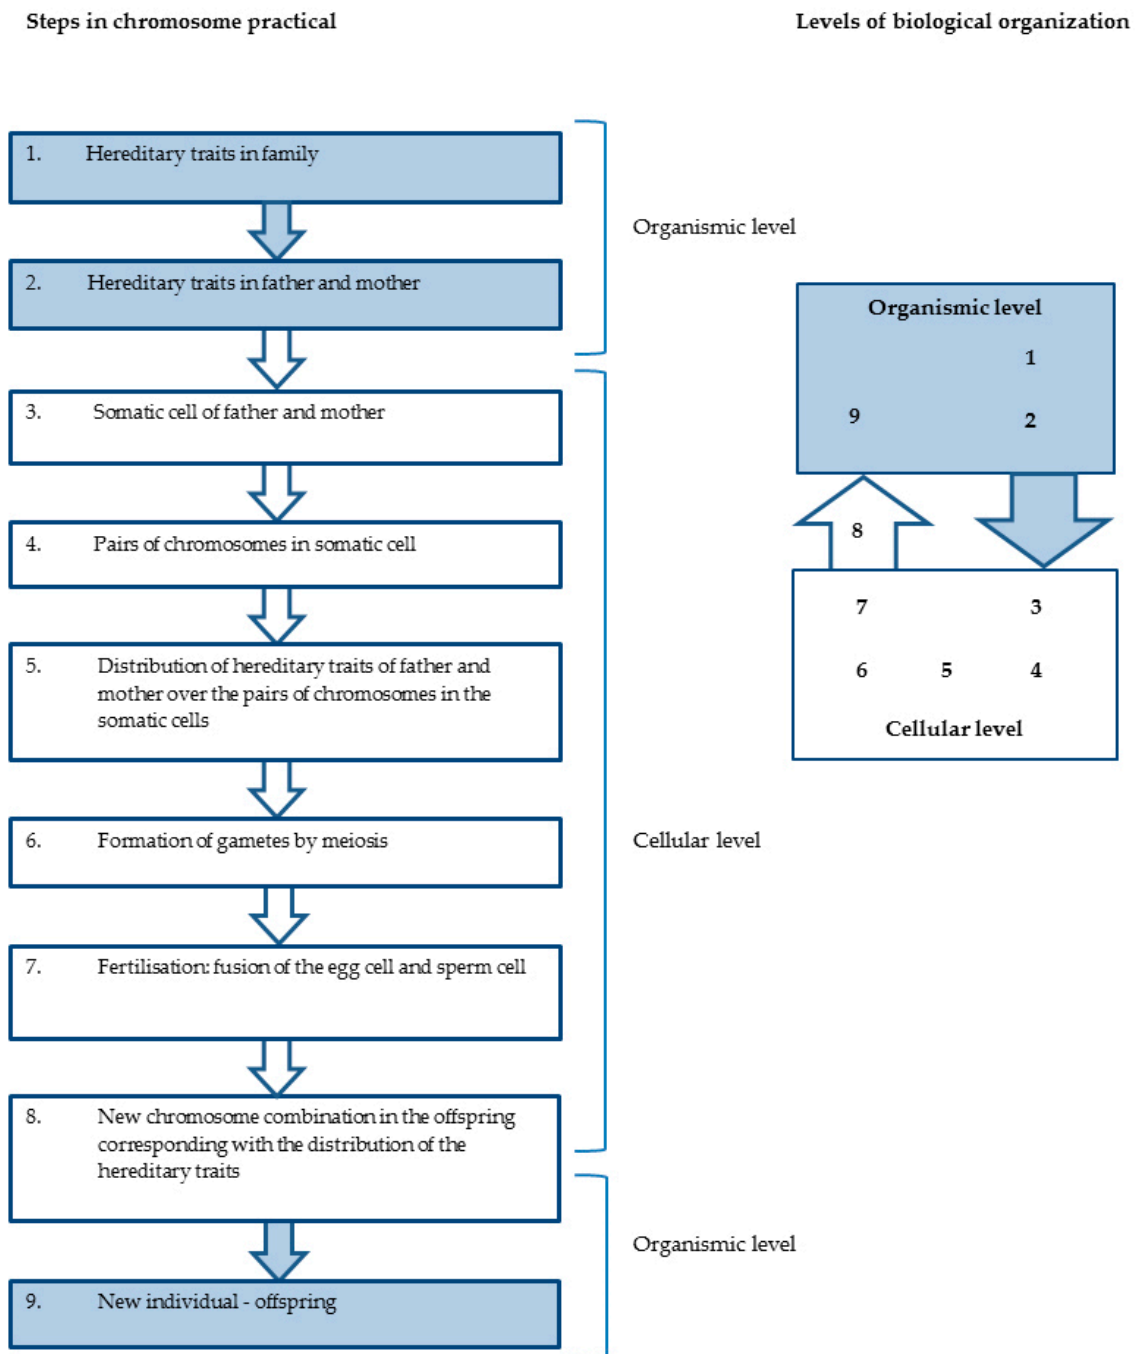 Steps in chromosome practical
Levels of biological organization
1. Hereditary traits in family
Organismic level
2. Hereditary traits in father and mother
3. Somatic cell of father and mother
4. Pairs of chromosomes in somatic cell
5. Distribution of hereditary traits of father and
mother over the pairs of chromosomes in the
somatic cells
6. Formation of gametes by meiosis
Cellular level
7. Fertilisation: fusion of the egg cell and sperm cell
8. New chromosome combination in the offspring
corresponding with the distribution of the
hereditary traits
Organismic level
9. New individual - offspring
Organismic level
1
9 2
8
7 3
6 5 4
Cellular level